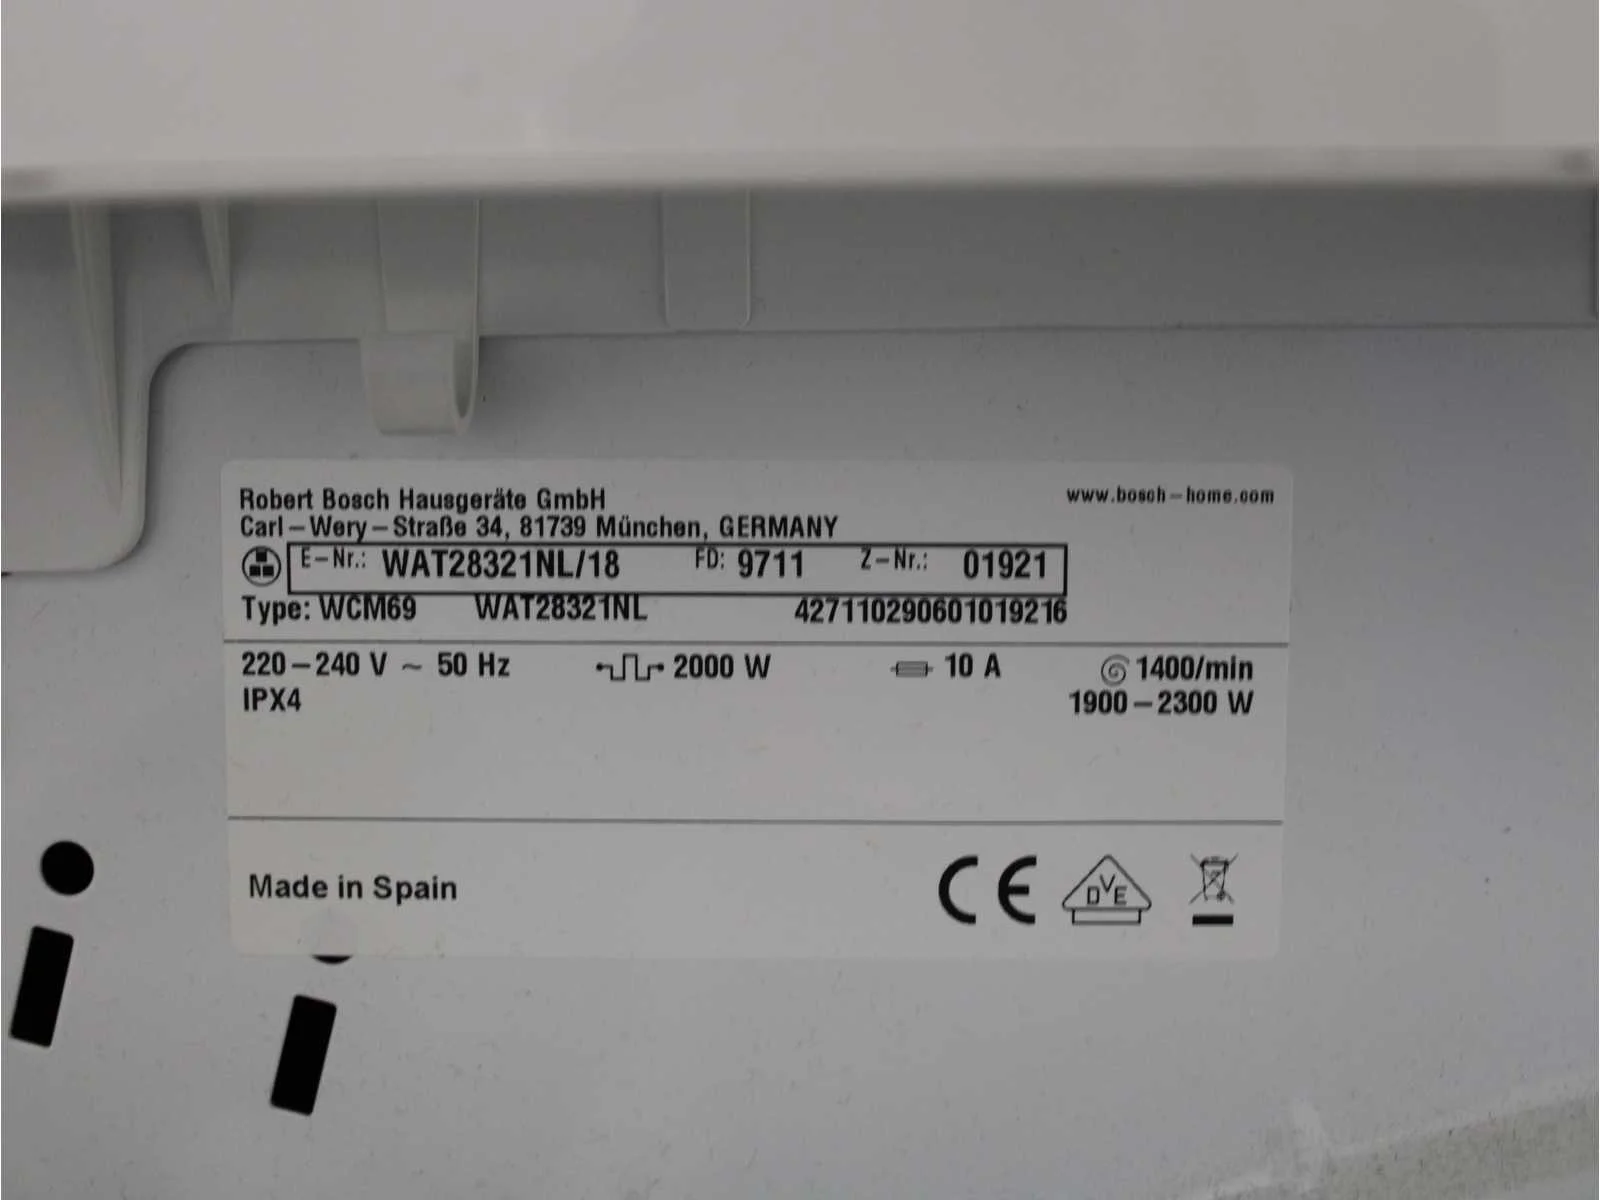 Robert Bosch Hausgeräte GmbH www.bosch-home.com
Carl-Wery-Straße 34, 81739 München, GERMANY
E-Nr.: WAT28321NL/18 FD: 9711 Z-Nr.: 01921
Type: WCM69 WAT28321NL 427110290601019216
220-240 V ~ 50 Hz 2000 W 10 A 1400/min
IPX4 1900-2300 W
Made in Spain CE DVE